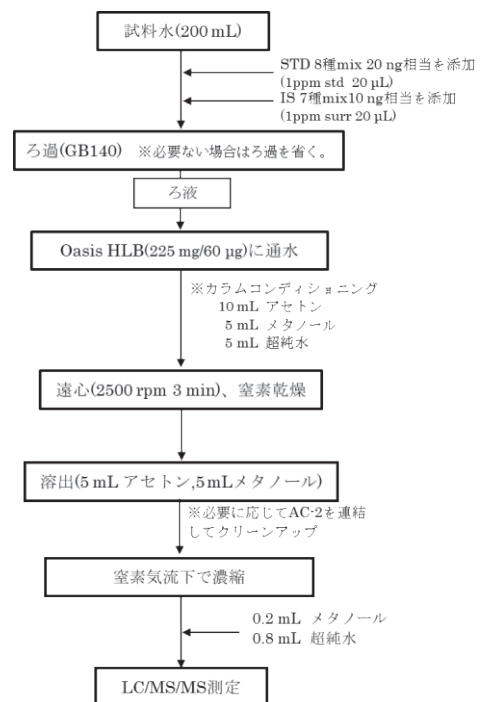 試料水(200 mL)
STD 8種mix 20 ng相当を添加
(1ppm std 20 µL)
IS 7種mix10 ng相当を添加
(1ppm surr 20 µL)
ろ過(GB140) ※必要ない場合はろ過を省く。
ろ液
Oasis HLB(225 mg/60 µg)に通水
※カラムコンディショニング
10 mL アセトン
5 mL メタノール
5 mL 超純水
遠心(2500 rpm 3 min)、窒素乾燥
溶出(5 mL アセトン,5mLメタノール)
※必要に応じてAC-2を連結
してクリーンアップ
窒素気流下で濃縮
0.2 mL メタノール
0.8 mL 超純水
LC/MS/MS測定